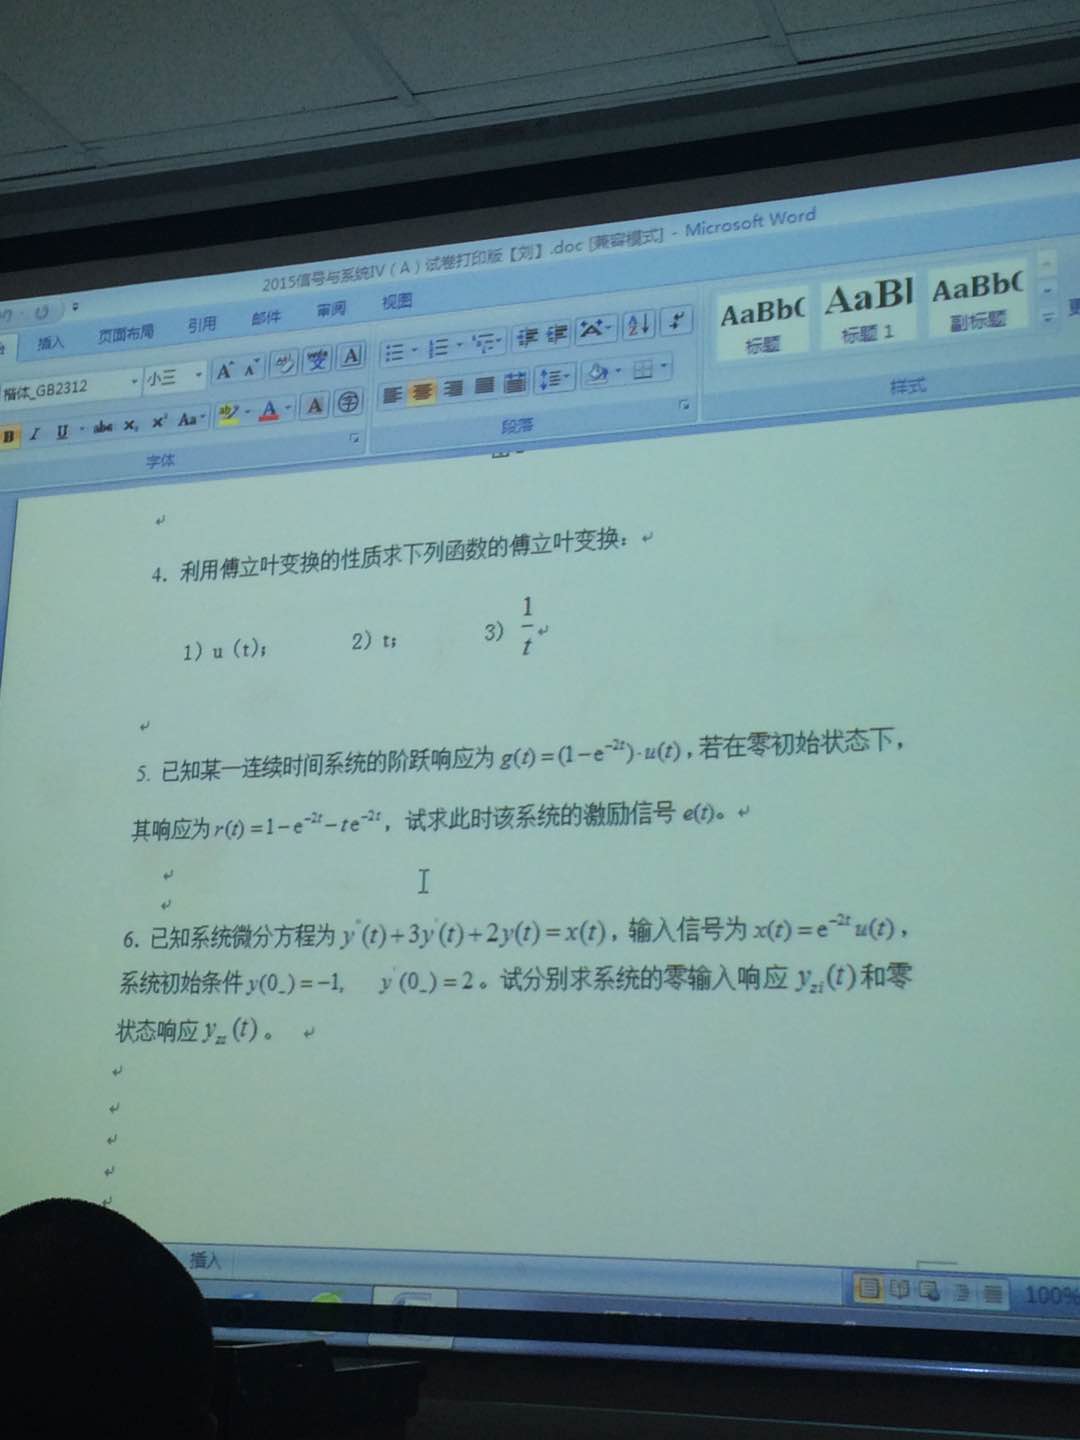 2015信号与系统IV（A）试卷打印版【刘】.doc [兼容模式] - Microsoft Word
插入 页面布局 引用 邮件 审阅 视图
楷体_GB2312 小三
AaBbC AaBl AaBbC
标题 标题 1 副标题
字体 段落 样式
4. 利用傅立叶变换的性质求下列函数的傅立叶变换：
1）u（t）； 2）t； 3）1/t
5. 已知某一连续时间系统的阶跃响应为 g(t)=(1−e^{-2t})·u(t)，若在零初始状态下，
其响应为 r(t)=1−e^{-2t}−te^{-2t}，试求此时该系统的激励信号 e(t)。
6. 已知系统微分方程为 y''(t)+3y'(t)+2y(t)=x(t)，输入信号为 x(t)=e^{-2t}u(t)，
系统初始条件 y(0_)=−1, y'(0_)=2。试分别求系统的零输入响应 y_{zi}(t) 和零
状态响应 y_{zz}(t)。
插入
100%